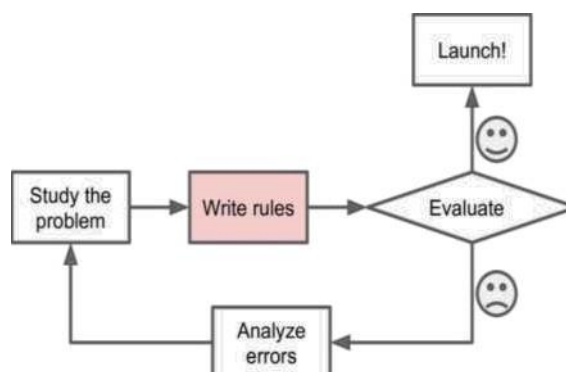 Launch!
Study the
problem
Write rules
Evaluate
Analyze
errors